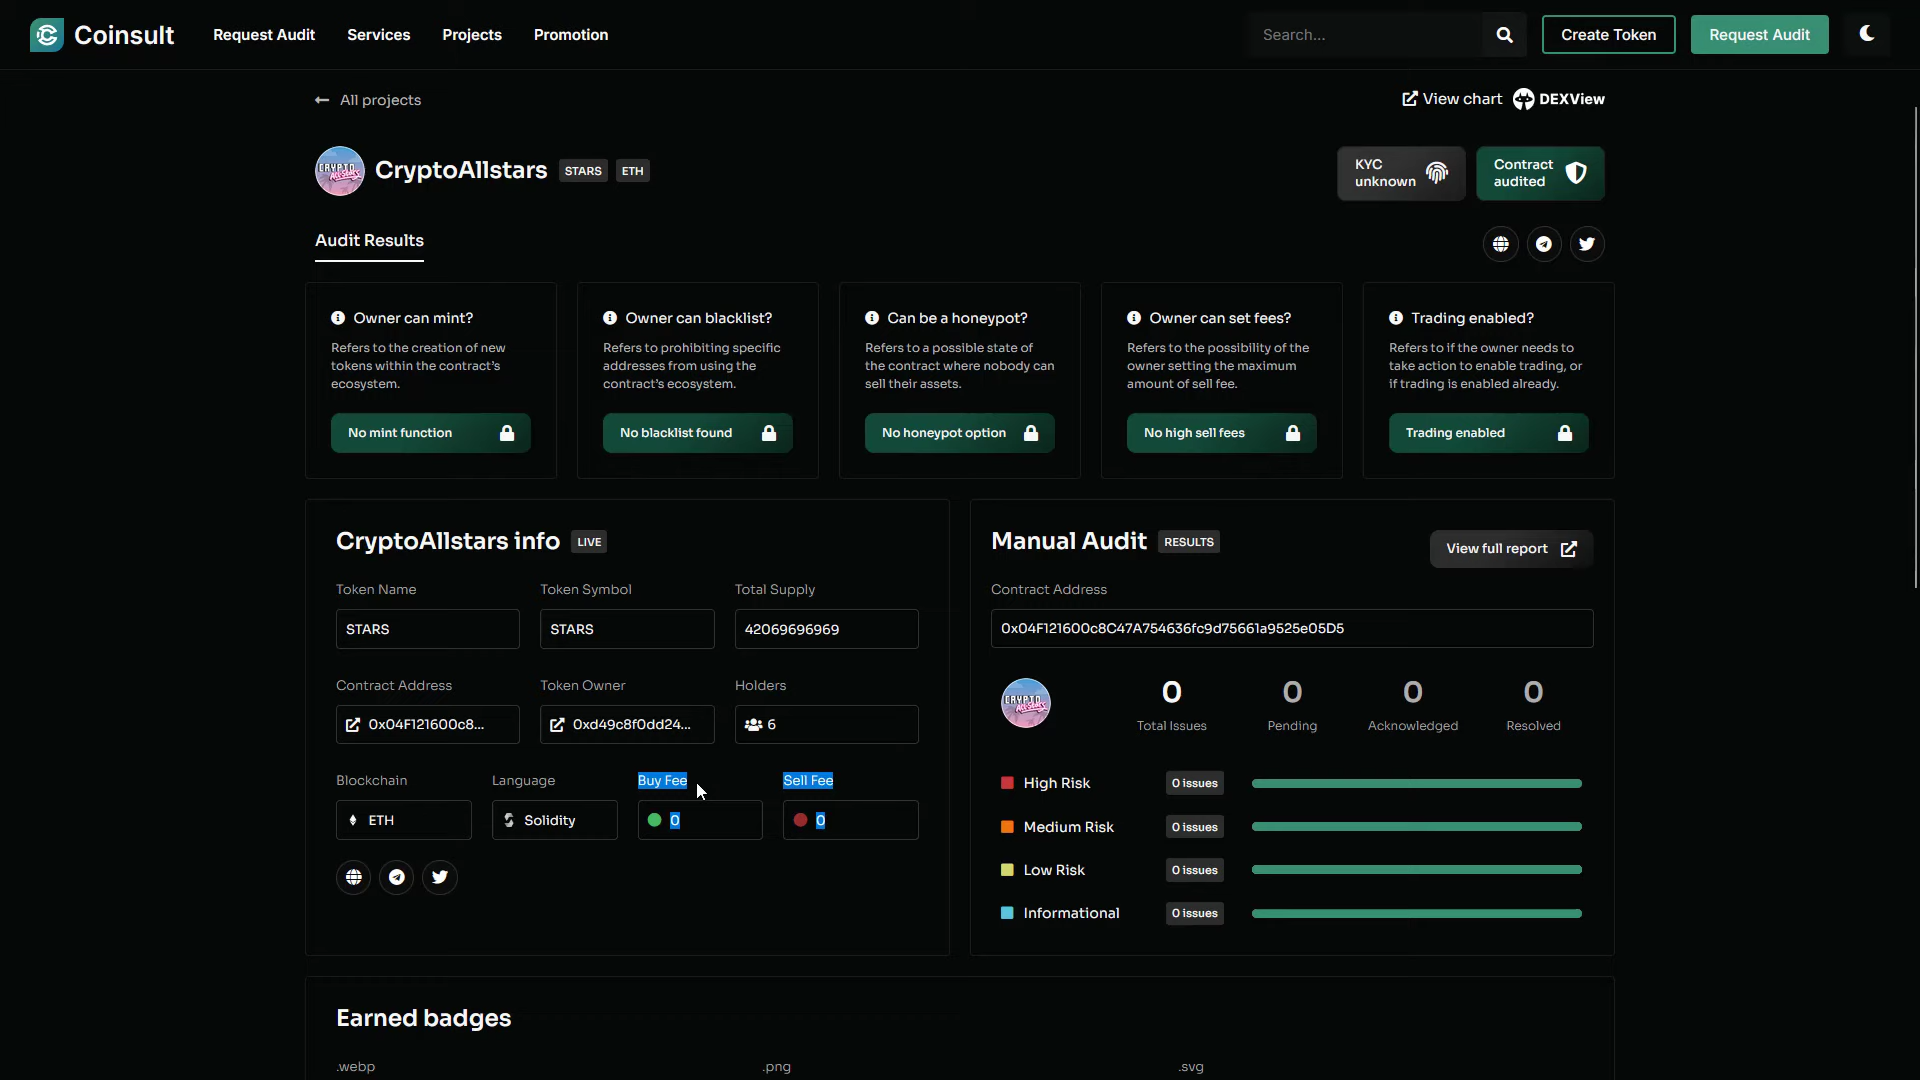 Coinsult
Request Audit
Services
Projects
Promotion
Search...
Create Token
Request Audit
All projects
View chart
DEXView
CRYPTO ALLSTARS
CryptoAllstars
STARS
ETH
KYC unknown
Contract audited
Audit Results
Owner can mint?
Refers to the creation of new
tokens within the contract's
ecosystem.
No mint function
Owner can blacklist?
Refers to prohibiting specific
addresses from using the
contract's ecosystem.
No blacklist found
Can be a honeypot?
Refers to a possible state of
the contract where nobody can
sell their assets.
No honeypot option
Owner can set fees?
Refers to the possibility of the
owner setting the maximum
amount of sell fee.
No high sell fees
Trading enabled?
Refers to if the owner needs to
take action to enable trading, or
if trading is enabled already.
Trading enabled
CryptoAllstars info
LIVE
Token Name
Token Symbol
Total Supply
STARS
STARS
42069696969
Contract Address
Token Owner
Holders
0x04F121600c8...
0xd49c8f0dd24...
6
Blockchain
Language
Buy Fee
Sell Fee
ETH
Solidity
0
0
Manual Audit
RESULTS
View full report
Contract Address
0x04F121600c8C47A754636fc9d75661a9525e05D5
CRYPTO ALLSTARS
0
Total Issues
0
Pending
0
Acknowledged
0
Resolved
High Risk
0 issues
Medium Risk
0 issues
Low Risk
0 issues
Informational
0 issues
Earned badges
.webp
.png
.svg